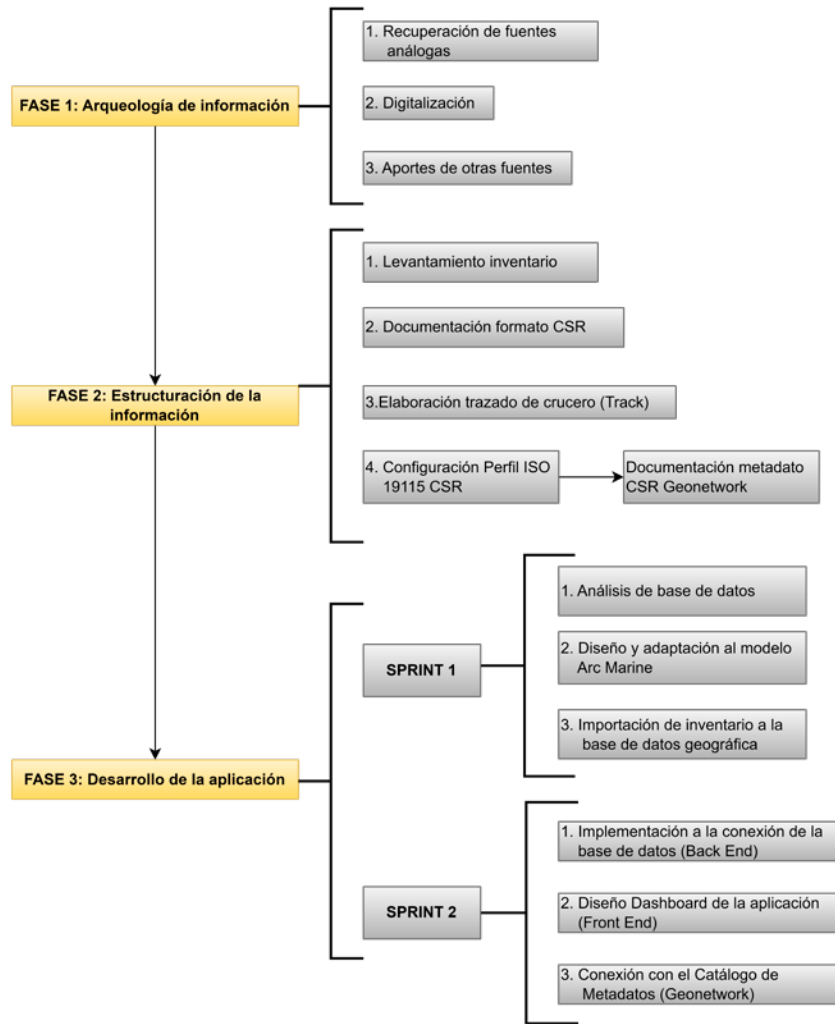 FASE 1: Arqueología de información
1. Recuperación de fuentes
análogas
2. Digitalización
3. Aportes de otras fuentes
FASE 2: Estructuración de la
información
1. Levantamiento inventario
2. Documentación formato CSR
3.Elaboración trazado de crucero (Track)
4. Configuración Perfil ISO
19115 CSR
Documentación metadato
CSR Geonetwork
FASE 3: Desarrollo de la aplicación
SPRINT 1
1. Análisis de base de datos
2. Diseño y adaptación al modelo
Arc Marine
3. Importación de inventario a la
base de datos geográfica
SPRINT 2
1. Implementación a la conexión de la
base de datos (Back End)
2. Diseño Dashboard de la aplicación
(Front End)
3. Conexión con el Catálogo de
Metadatos (Geonetwork)